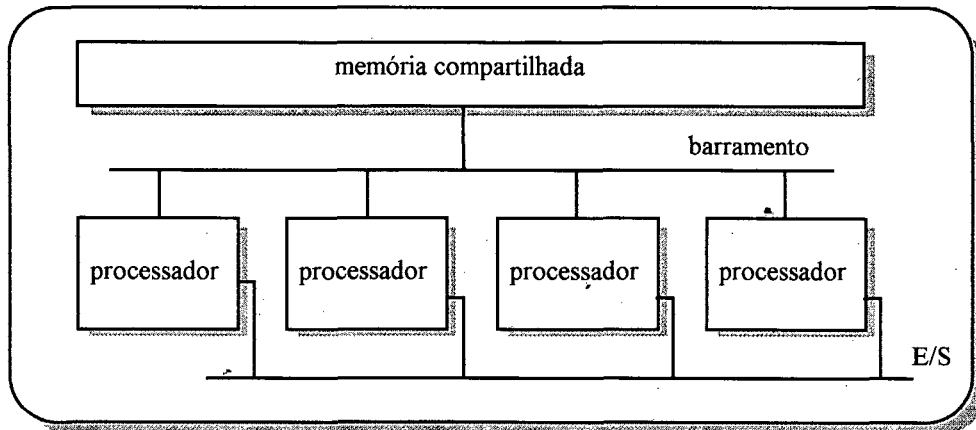 memória compartilhada
barramento
processador
processador
processador
processador
E/S